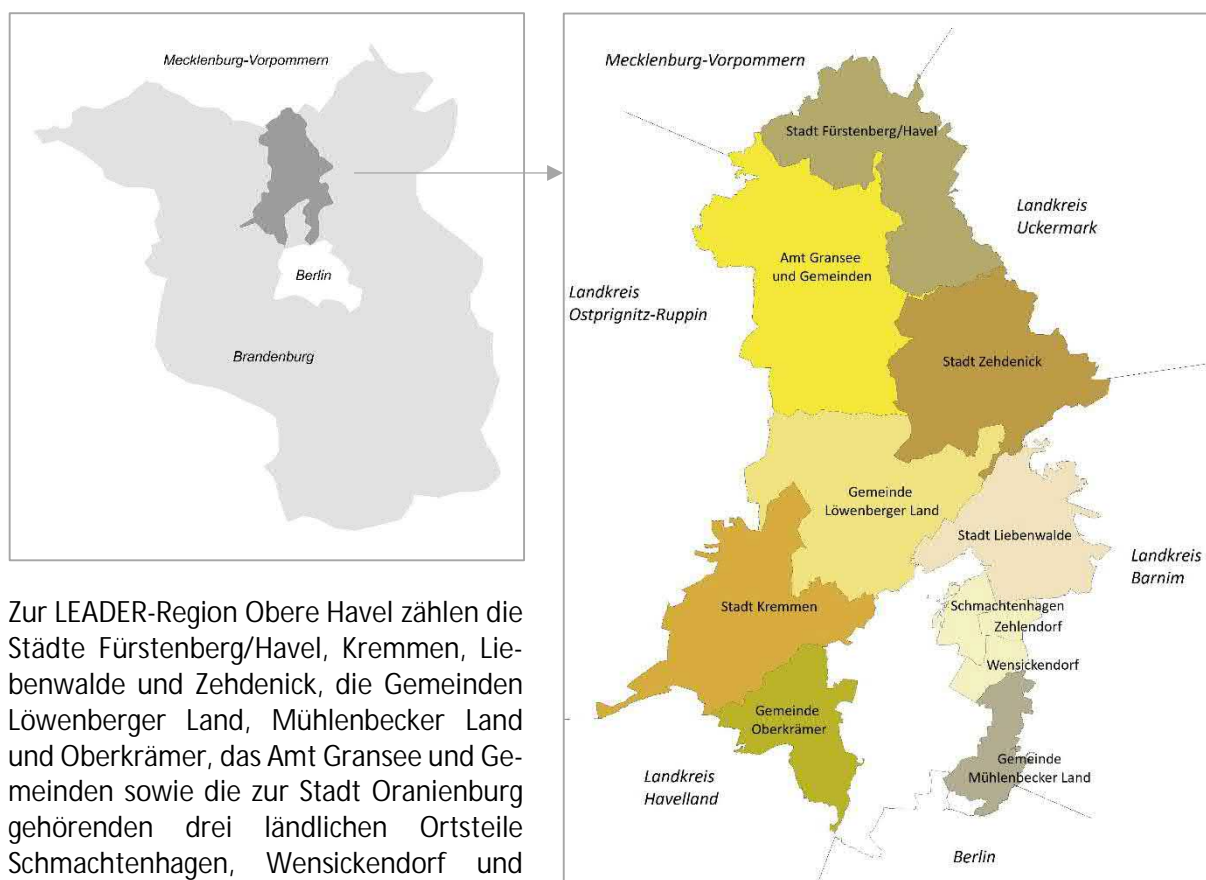 Mecklenburg-Vorpommern
Berlin
Brandenburg
Mecklenburg-Vorpommern
Stadt Fürstenberg/Havel
Landkreis
Uckermark
Amt Gransee
und Gemeinden
Landkreis
Ostprignitz-Ruppin
Stadt Zehdenick
Gemeinde
Löwenberger Land
Stadt Liebenwalde
Landkreis
Barnim
Stadt Kremmen
Schmachtenhagen
Zehlendorf
Wensickendorf
Gemeinde
Oberkrämer
Gemeinde
Mühlenbecker Land
Landkreis
Havelland
Berlin
Zur LEADER-Region Obere Havel zählen die
Städte Fürstenberg/Havel, Kremmen, Lie-
benwalde und Zehdenick, die Gemeinden
Löwenberger Land, Mühlenbecker Land
und Oberkrämer, das Amt Gransee und Ge-
meinden sowie die zur Stadt Oranienburg
gehörenden drei ländlichen Ortsteile
Schmachtenhagen, Wensickendorf und